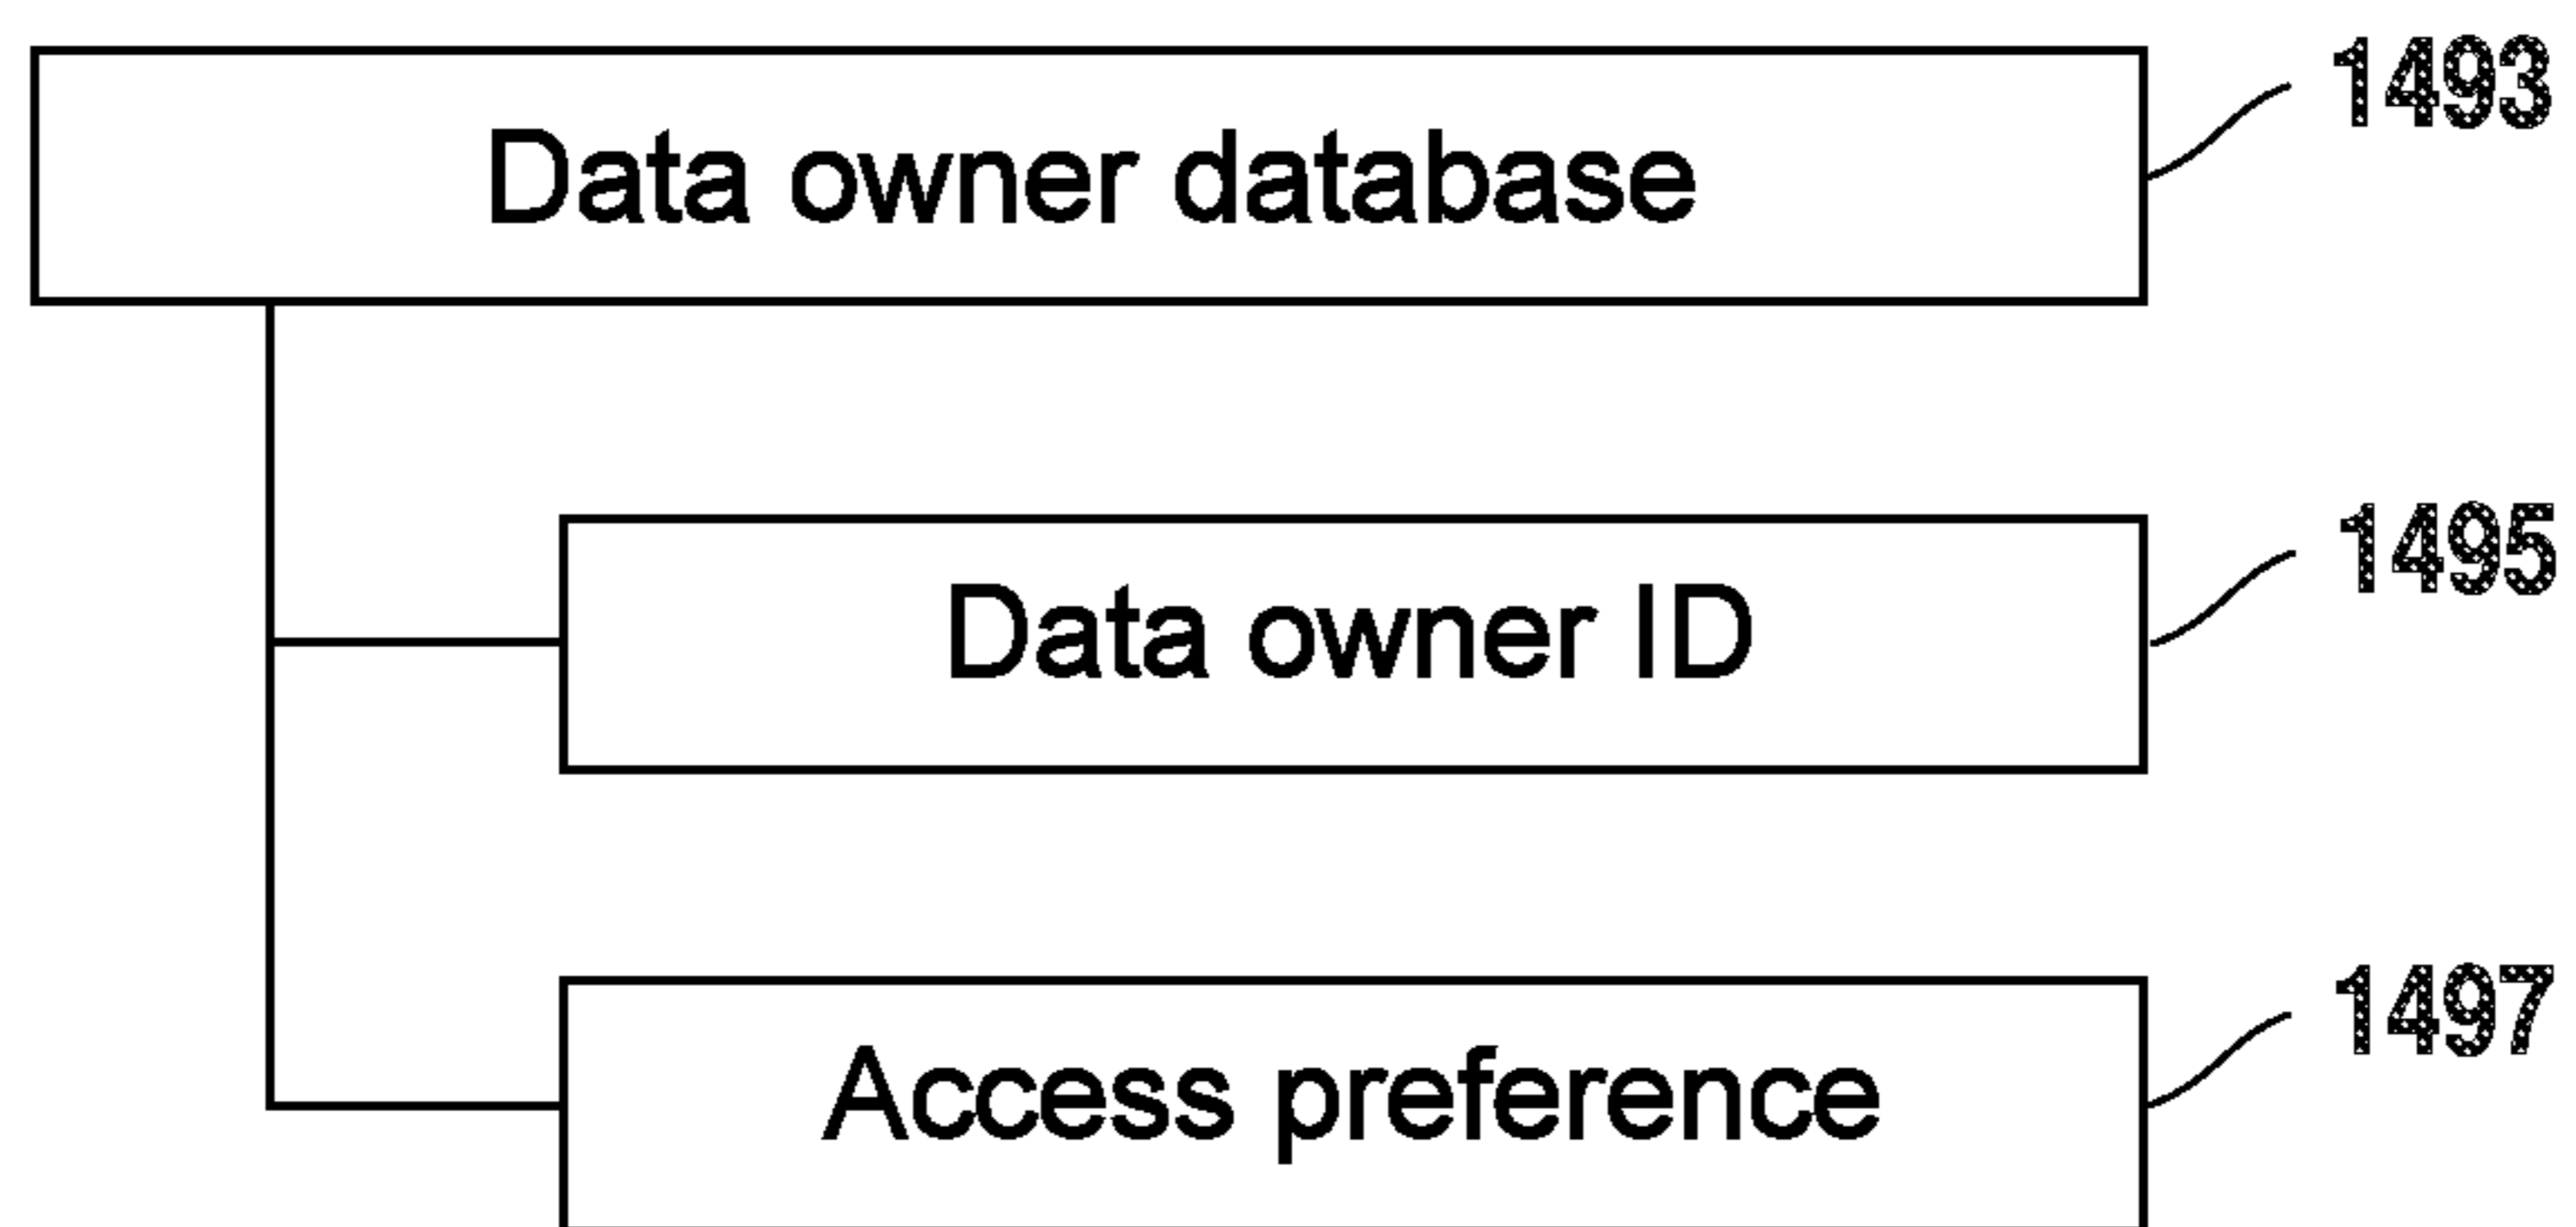 Data owner database
1493
Data owner ID
1495
Access preference
1497